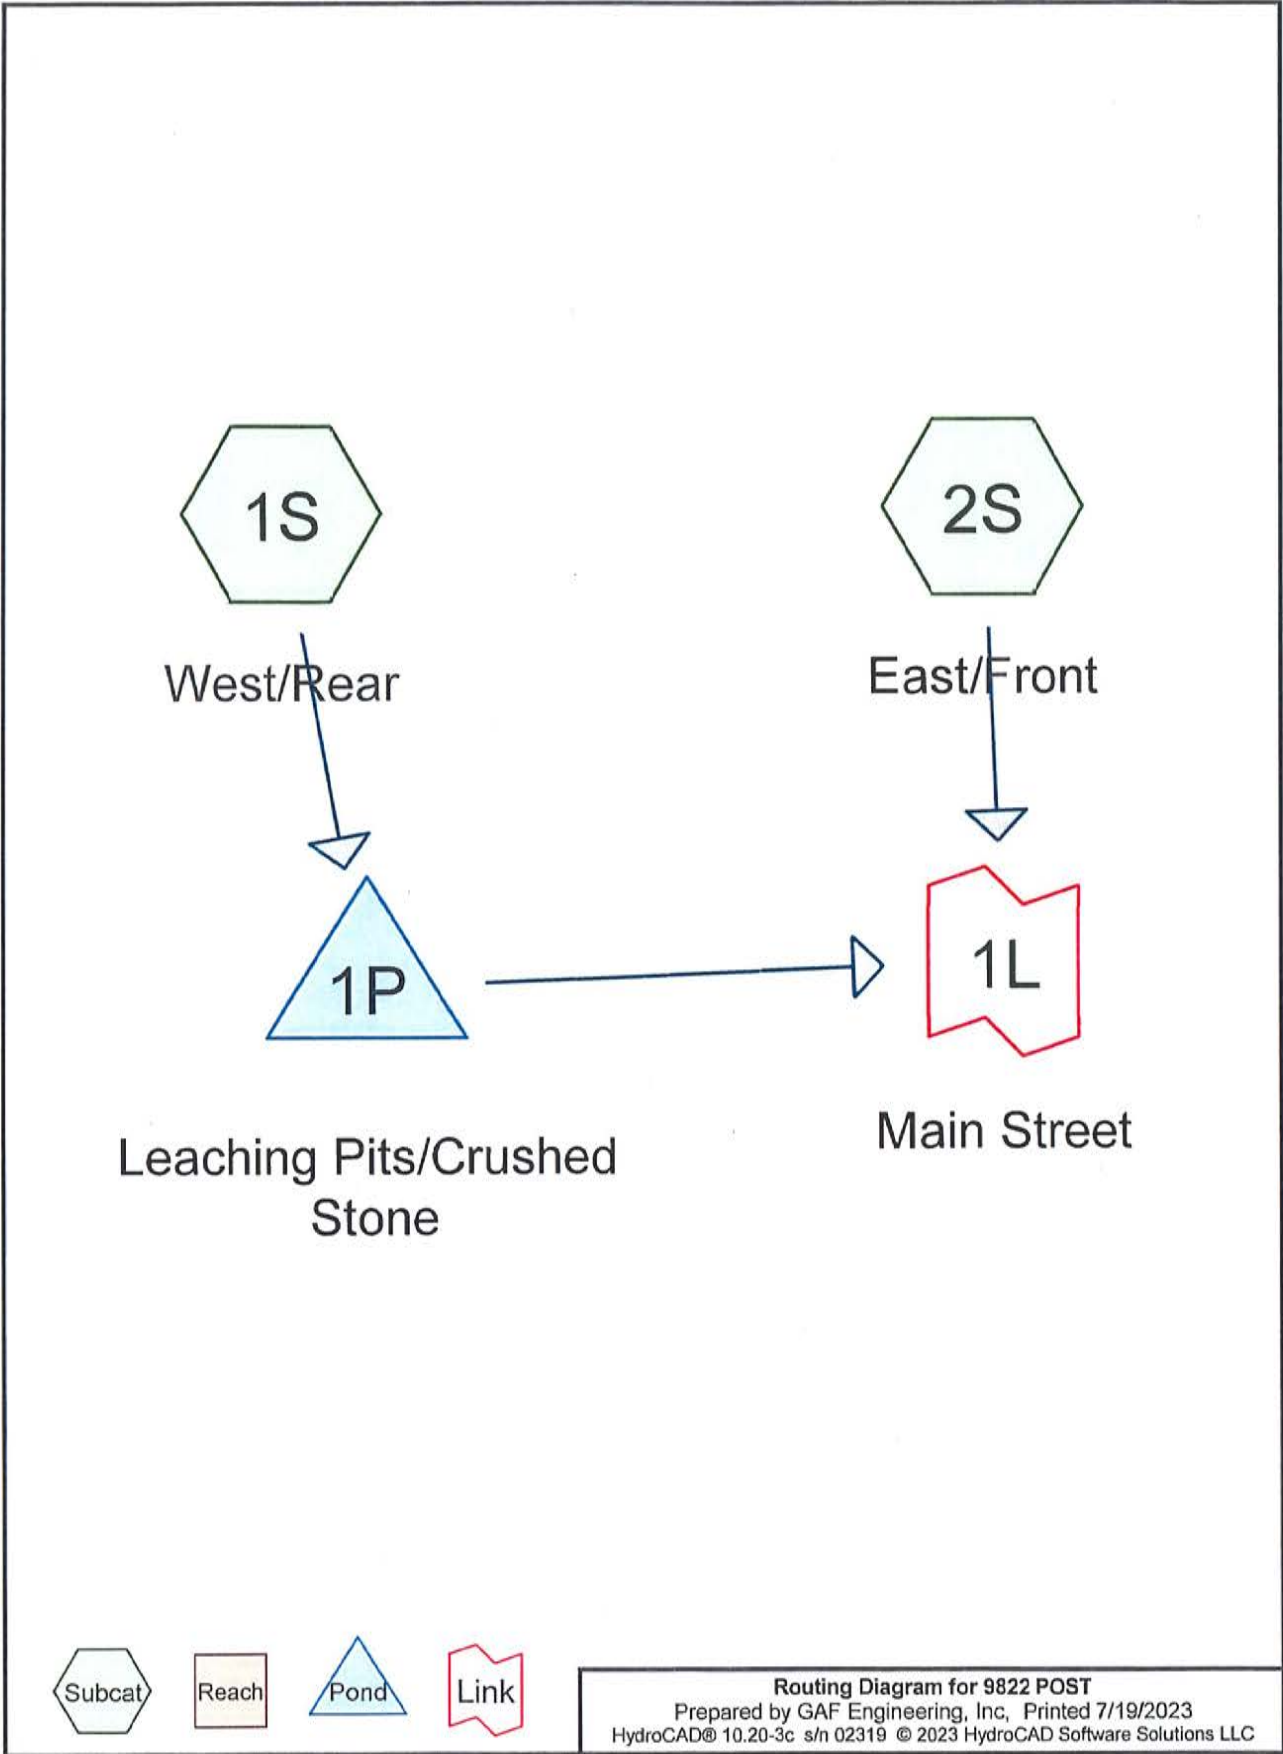 1S
2S
West/Rear
East/Front
1P
1L
Leaching Pits/Crushed
Stone
Main Street
Subcat
Reach
Pond
Link
Routing Diagram for 9822 POST
Prepared by GAF Engineering, Inc, Printed 7/19/2023
HydroCAD® 10.20-3c s/n 02319 © 2023 HydroCAD Software Solutions LLC